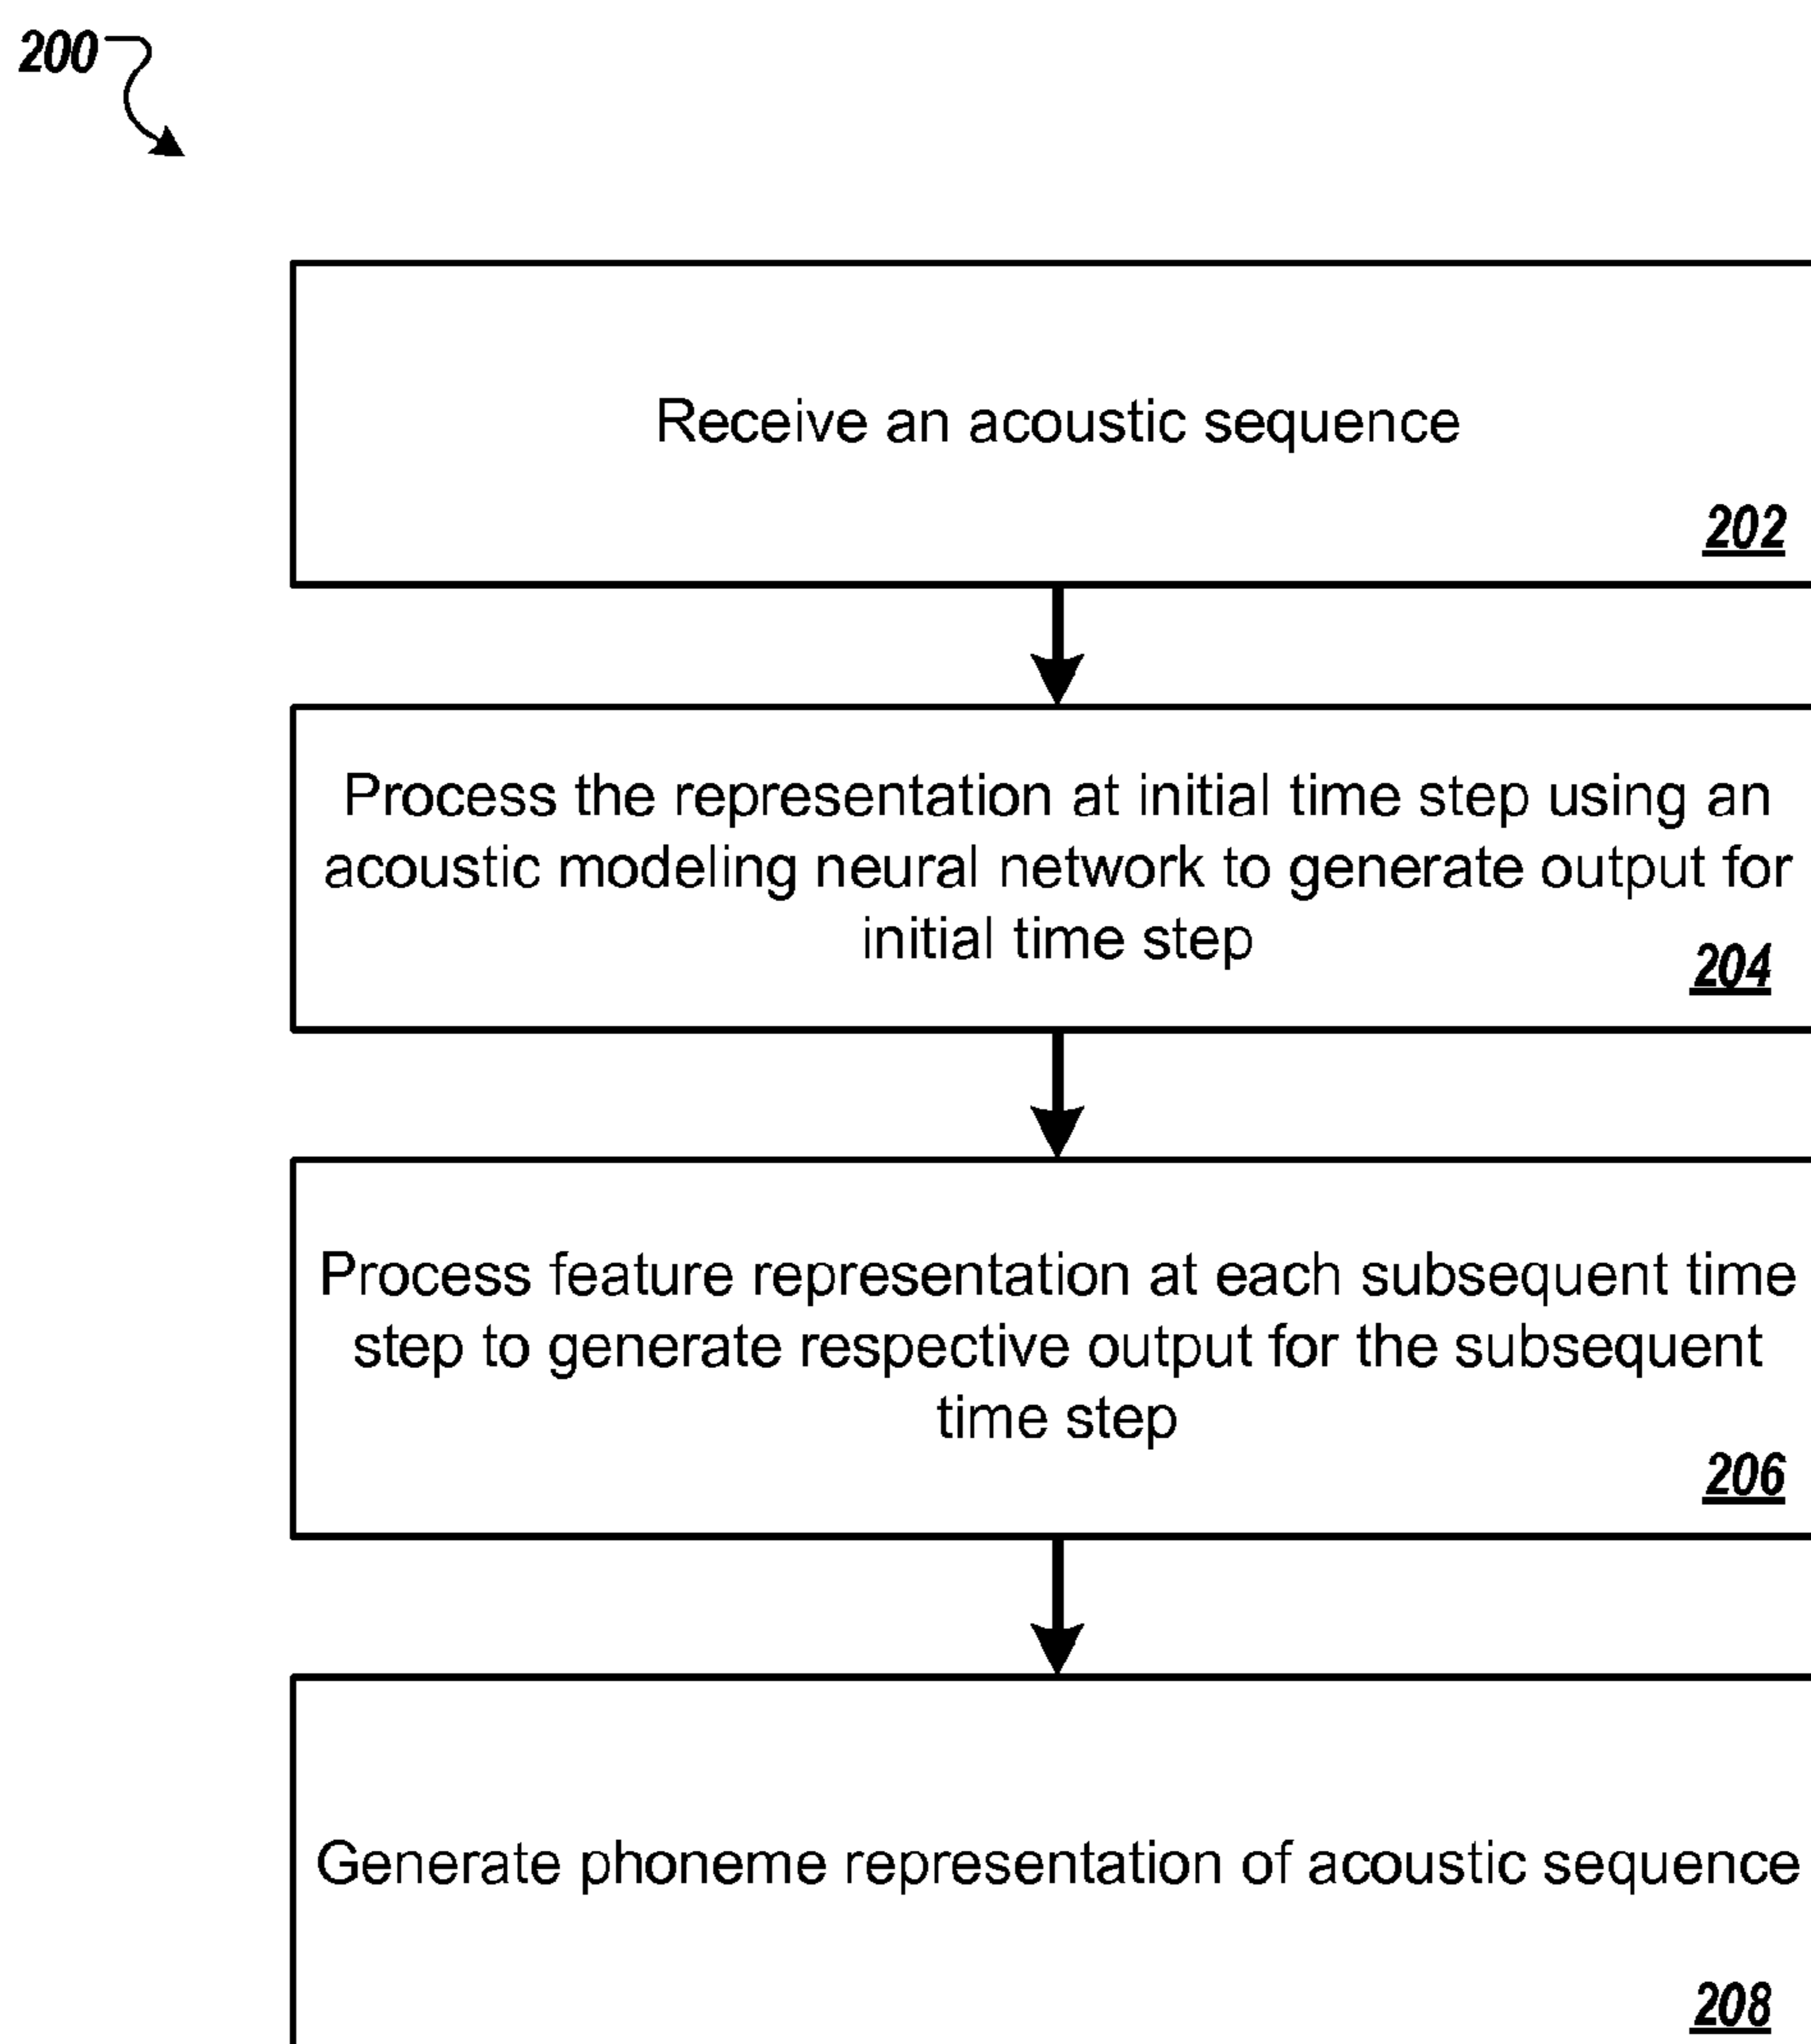 200
Receive an acoustic sequence
202
Process the representation at initial time step using an
acoustic modeling neural network to generate output for
initial time step
204
Process feature representation at each subsequent time
step to generate respective output for the subsequent
time step
206
Generate phoneme representation of acoustic sequence
208